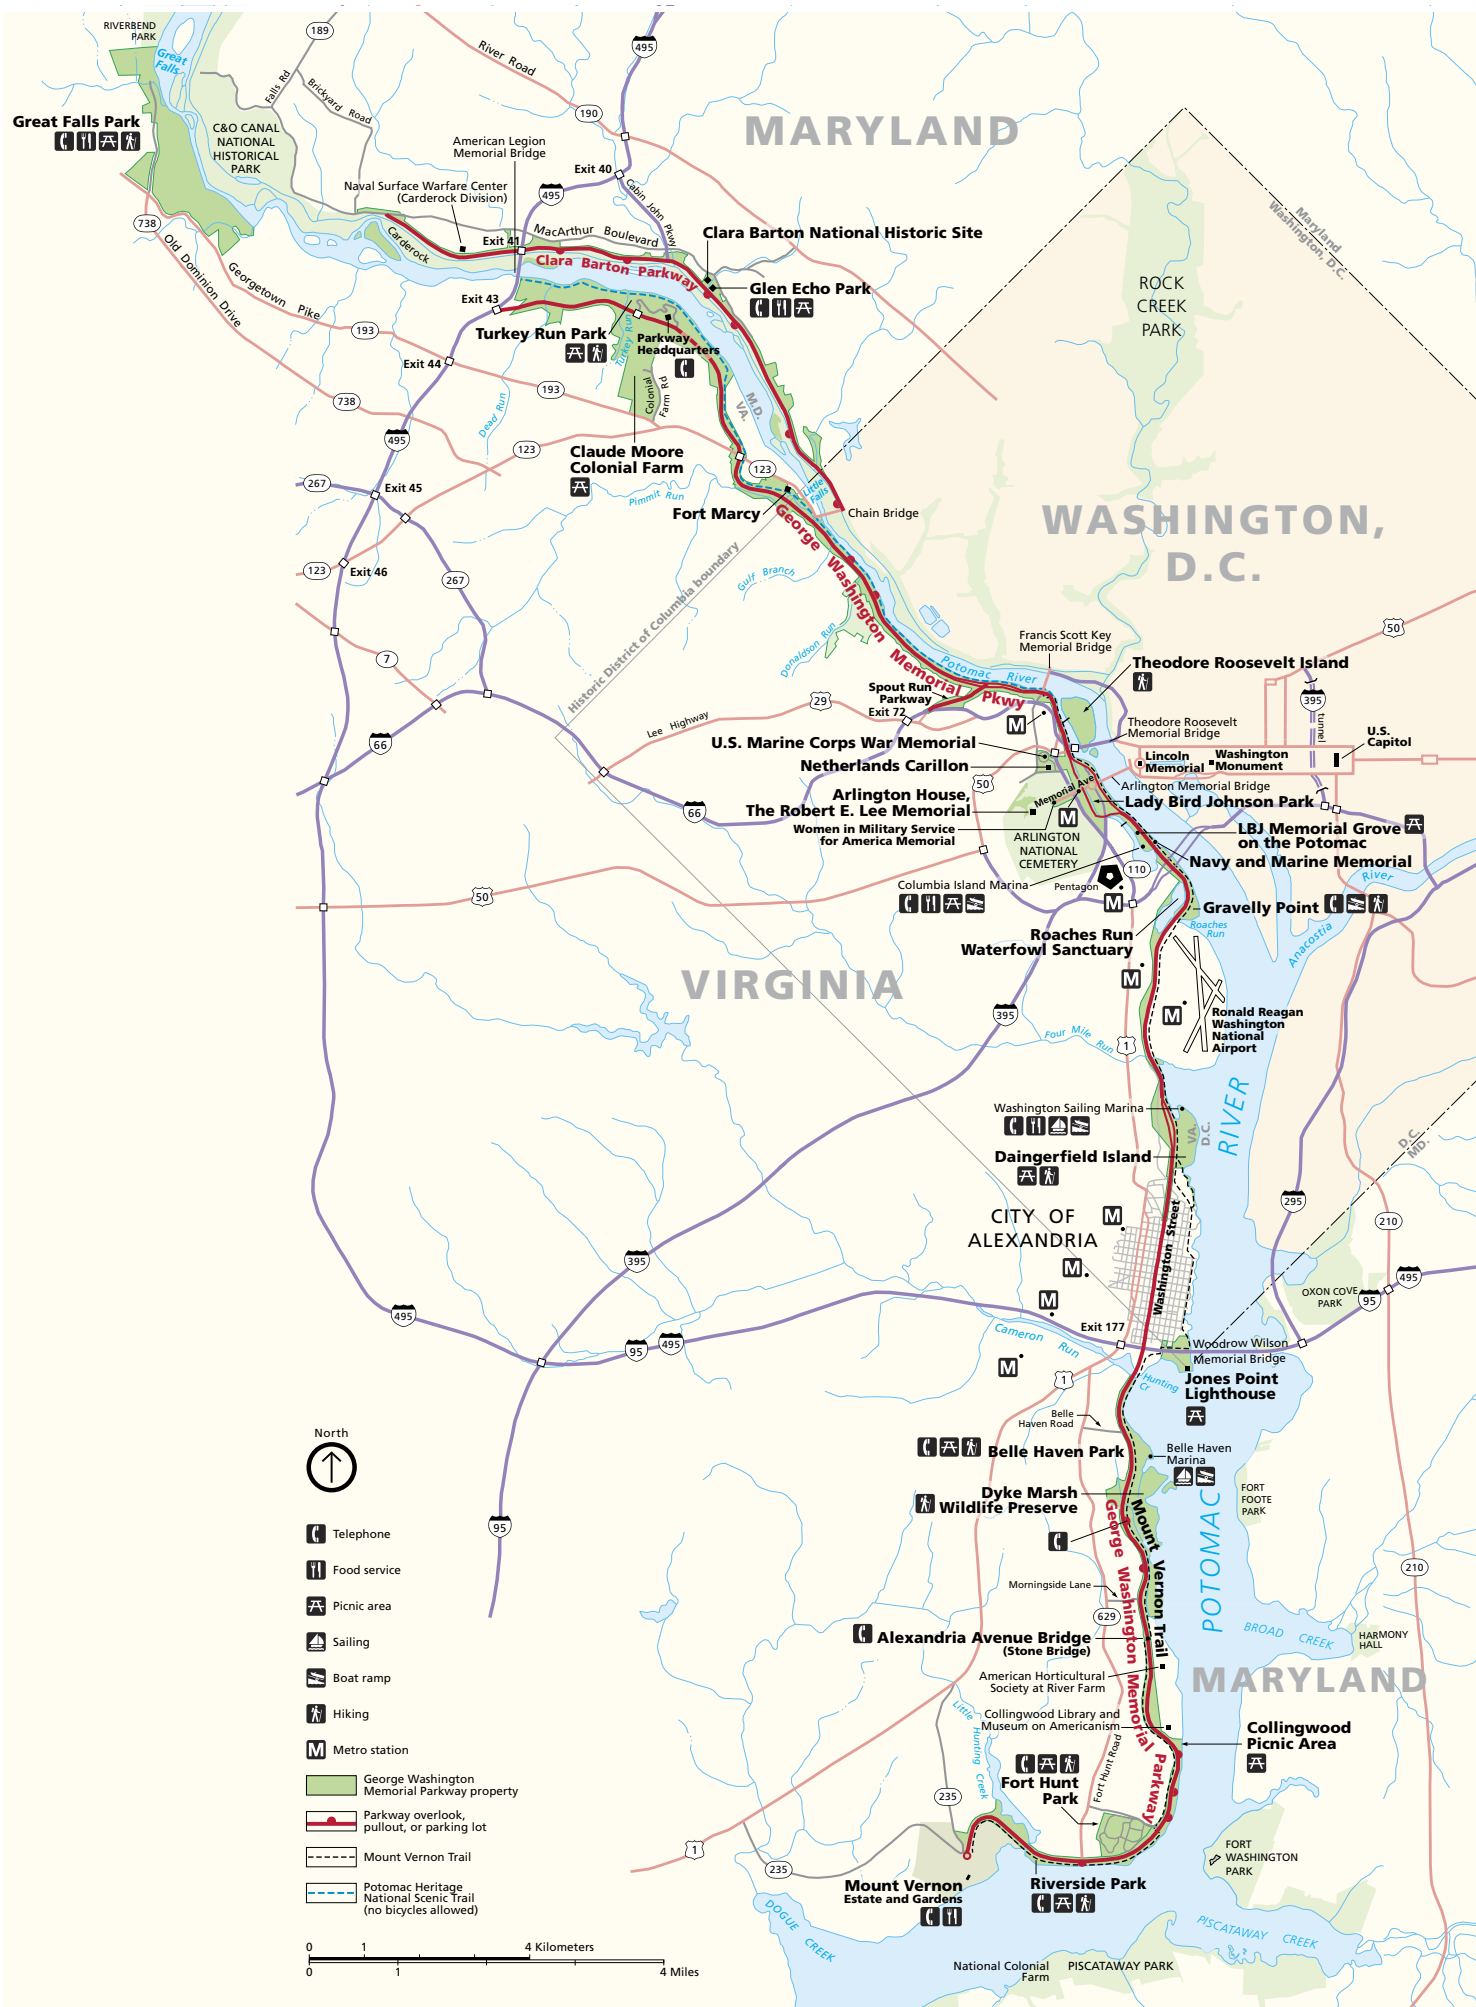 RIVERBEND
PARK
Great
Falls
189
Falls Rd
Brickyard Road
495
River Road
190
MARYLAND
Great Falls Park
C&O CANAL
NATIONAL
HISTORICAL
PARK
American Legion
Memorial Bridge
Naval Surface Warfare Center
(Carderock Division)
Exit 40
495
Cabin John Pkwy
738
Old Dominion Drive
Georgetown Pike
Carderock
Exit 41
MacArthur Boulevard
Clara Barton Parkway
Clara Barton National Historic Site
Glen Echo Park
Maryland
Washington, D.C.
ROCK
CREEK
PARK
Exit 43
193
Turkey Run Park
Turkey Run
Parkway
Headquarters
Exit 44
193
738
Dead Run
Colonial
Farm Rd
M.D.
VA.
495
123
Claude Moore
Colonial Farm
123
267
Exit 45
Pimmit Run
Little
Falls
Fort Marcy
Chain Bridge
WASHINGTON,
D.C.
George Washington Memorial Pkwy
Historic District of Columbia boundary
123
Exit 46
267
Gulf Branch
Donaldson Run
7
Francis Scott Key
Memorial Bridge
50
Potomac River
Theodore Roosevelt Island
Spout Run
Parkway
Exit 72
29
Lee Highway
M
395
tunnel
66
Theodore Roosevelt
Memorial Bridge
U.S.
Capitol
U.S. Marine Corps War Memorial
Netherlands Carillon
Lincoln
Memorial
Washington
Monument
50
Memorial Ave
Arlington Memorial Bridge
Arlington House,
The Robert E. Lee Memorial
Lady Bird Johnson Park
66
M
Women in Military Service
for America Memorial
ARLINGTON
NATIONAL
CEMETERY
LBJ Memorial Grove
on the Potomac
Navy and Marine Memorial
110
River
Anacostia
50
Columbia Island Marina
Pentagon
M
Gravelly Point
Roaches
Run
Roaches Run
Waterfowl Sanctuary
VIRGINIA
M
M
395
Ronald Reagan
Washington
National
Airport
Four Mile Run
1
RIVER
Washington Sailing Marina
VA.
D.C.
D.C.
MD.
Daingerfield Island
295
210
CITY OF
ALEXANDRIA
M
Washington Street
M
395
M
495
95
495
OXON COVE
PARK
95
495
Exit 177
Cameron Run
Woodrow Wilson
Memorial Bridge
M
1
Hunting
Cr
Jones Point
Lighthouse
Belle
Haven Road
North
Belle Haven Park
Belle Haven
Marina
FORT
FOOTE
PARK
Dyke Marsh
Wildlife Preserve
George Washington Memorial Parkway
Mount Vernon Trail
POTOMAC
95
Telephone
Food service
Picnic area
Sailing
Boat ramp
Hiking
M
Metro station
George Washington
Memorial Parkway property
Parkway overlook,
pullout, or parking lot
Mount Vernon Trail
Potomac Heritage
National Scenic Trail
(no bicycles allowed)
0 1 4 Kilometers
0 1 4 Miles
210
Morningside Lane
629
BROAD CREEK
HARMONY
HALL
Alexandria Avenue Bridge
(Stone Bridge)
American Horticultural
Society at River Farm
MARYLAND
Little Hunting Creek
Collingwood Library and
Museum on Americanism
Collingwood
Picnic Area
Fort Hunt Road
Fort Hunt
Park
235
1
235
FORT
WASHINGTON
PARK
Mount Vernon
Estate and Gardens
Riverside Park
DOGUE
CREEK
PISCATAWAY CREEK
National Colonial
Farm
PISCATAWAY PARK